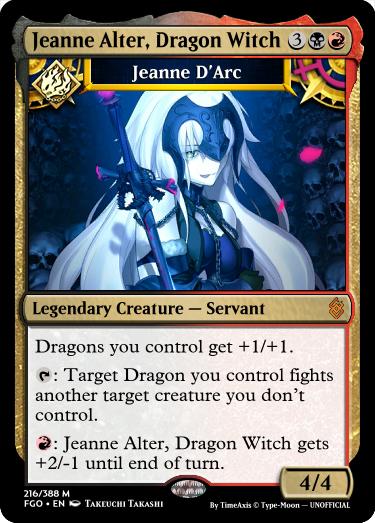 Jeanne Alter, Dragon Witch 3
Jeanne D'Arc
Legendary Creature — Servant
Dragons you control get +1/+1.
: Target Dragon you control fights
another target creature you don't
control.
: Jeanne Alter, Dragon Witch gets
+2/-1 until end of turn.
4/4
216/388 M
FGO • EN Takeuchi Takashi
By TimeAxis © Type-Moon — UNOFFICIAL